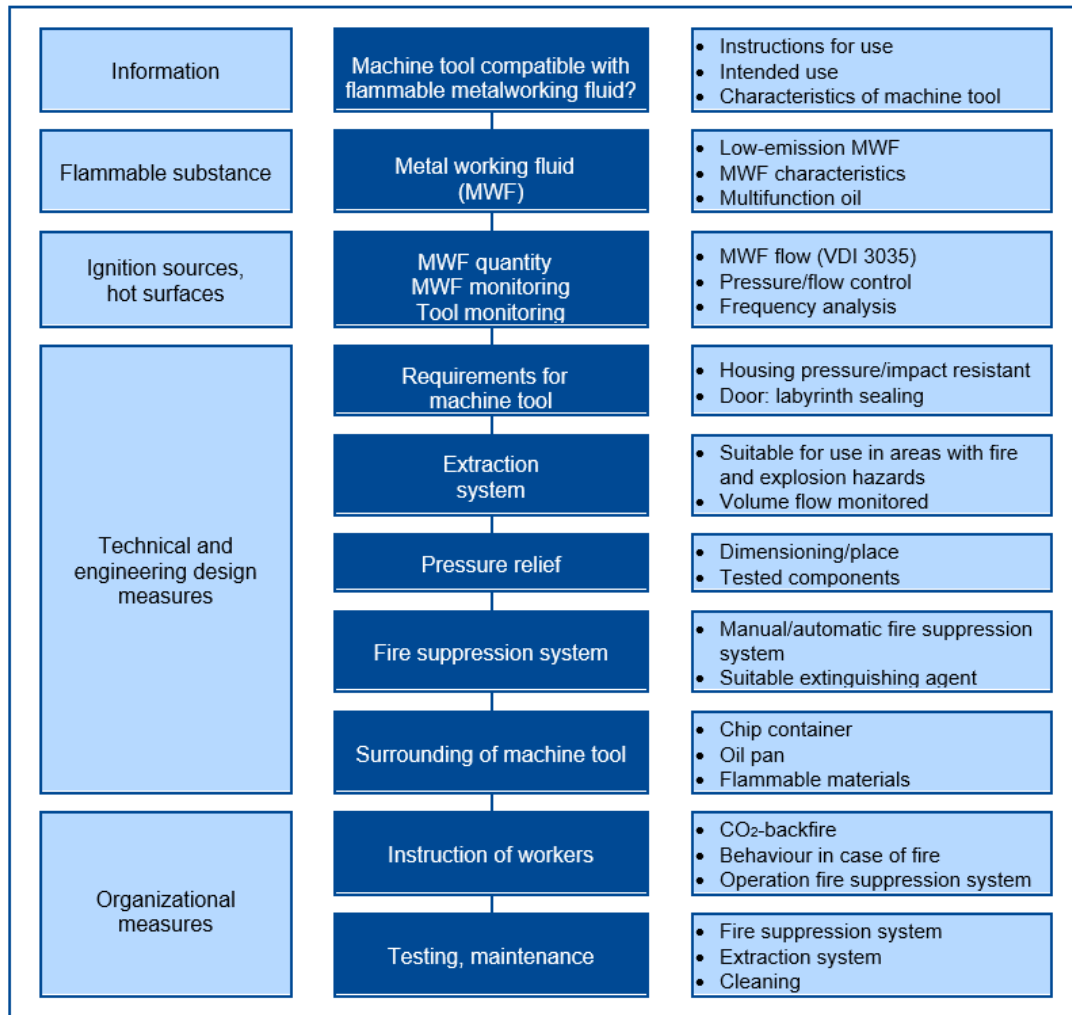 Information
Machine tool compatible with
flammable metalworking fluid?
• Instructions for use
• Intended use
• Characteristics of machine tool
Flammable substance
Metal working fluid
(MWF)
• Low-emission MWF
• MWF characteristics
• Multifunction oil
Ignition sources,
hot surfaces
MWF quantity
MWF monitoring
Tool monitoring
• MWF flow (VDI 3035)
• Pressure/flow control
• Frequency analysis
Technical and
engineering design
measures
Requirements for
machine tool
• Housing pressure/impact resistant
• Door: labyrinth sealing
Extraction
system
• Suitable for use in areas with fire
and explosion hazards
• Volume flow monitored
Pressure relief
• Dimensioning/place
• Tested components
Fire suppression system
• Manual/automatic fire suppression
system
• Suitable extinguishing agent
Surrounding of machine tool
• Chip container
• Oil pan
• Flammable materials
Organizational
measures
Instruction of workers
• CO₂-backfire
• Behaviour in case of fire
• Operation fire suppression system
Testing, maintenance
• Fire suppression system
• Extraction system
• Cleaning